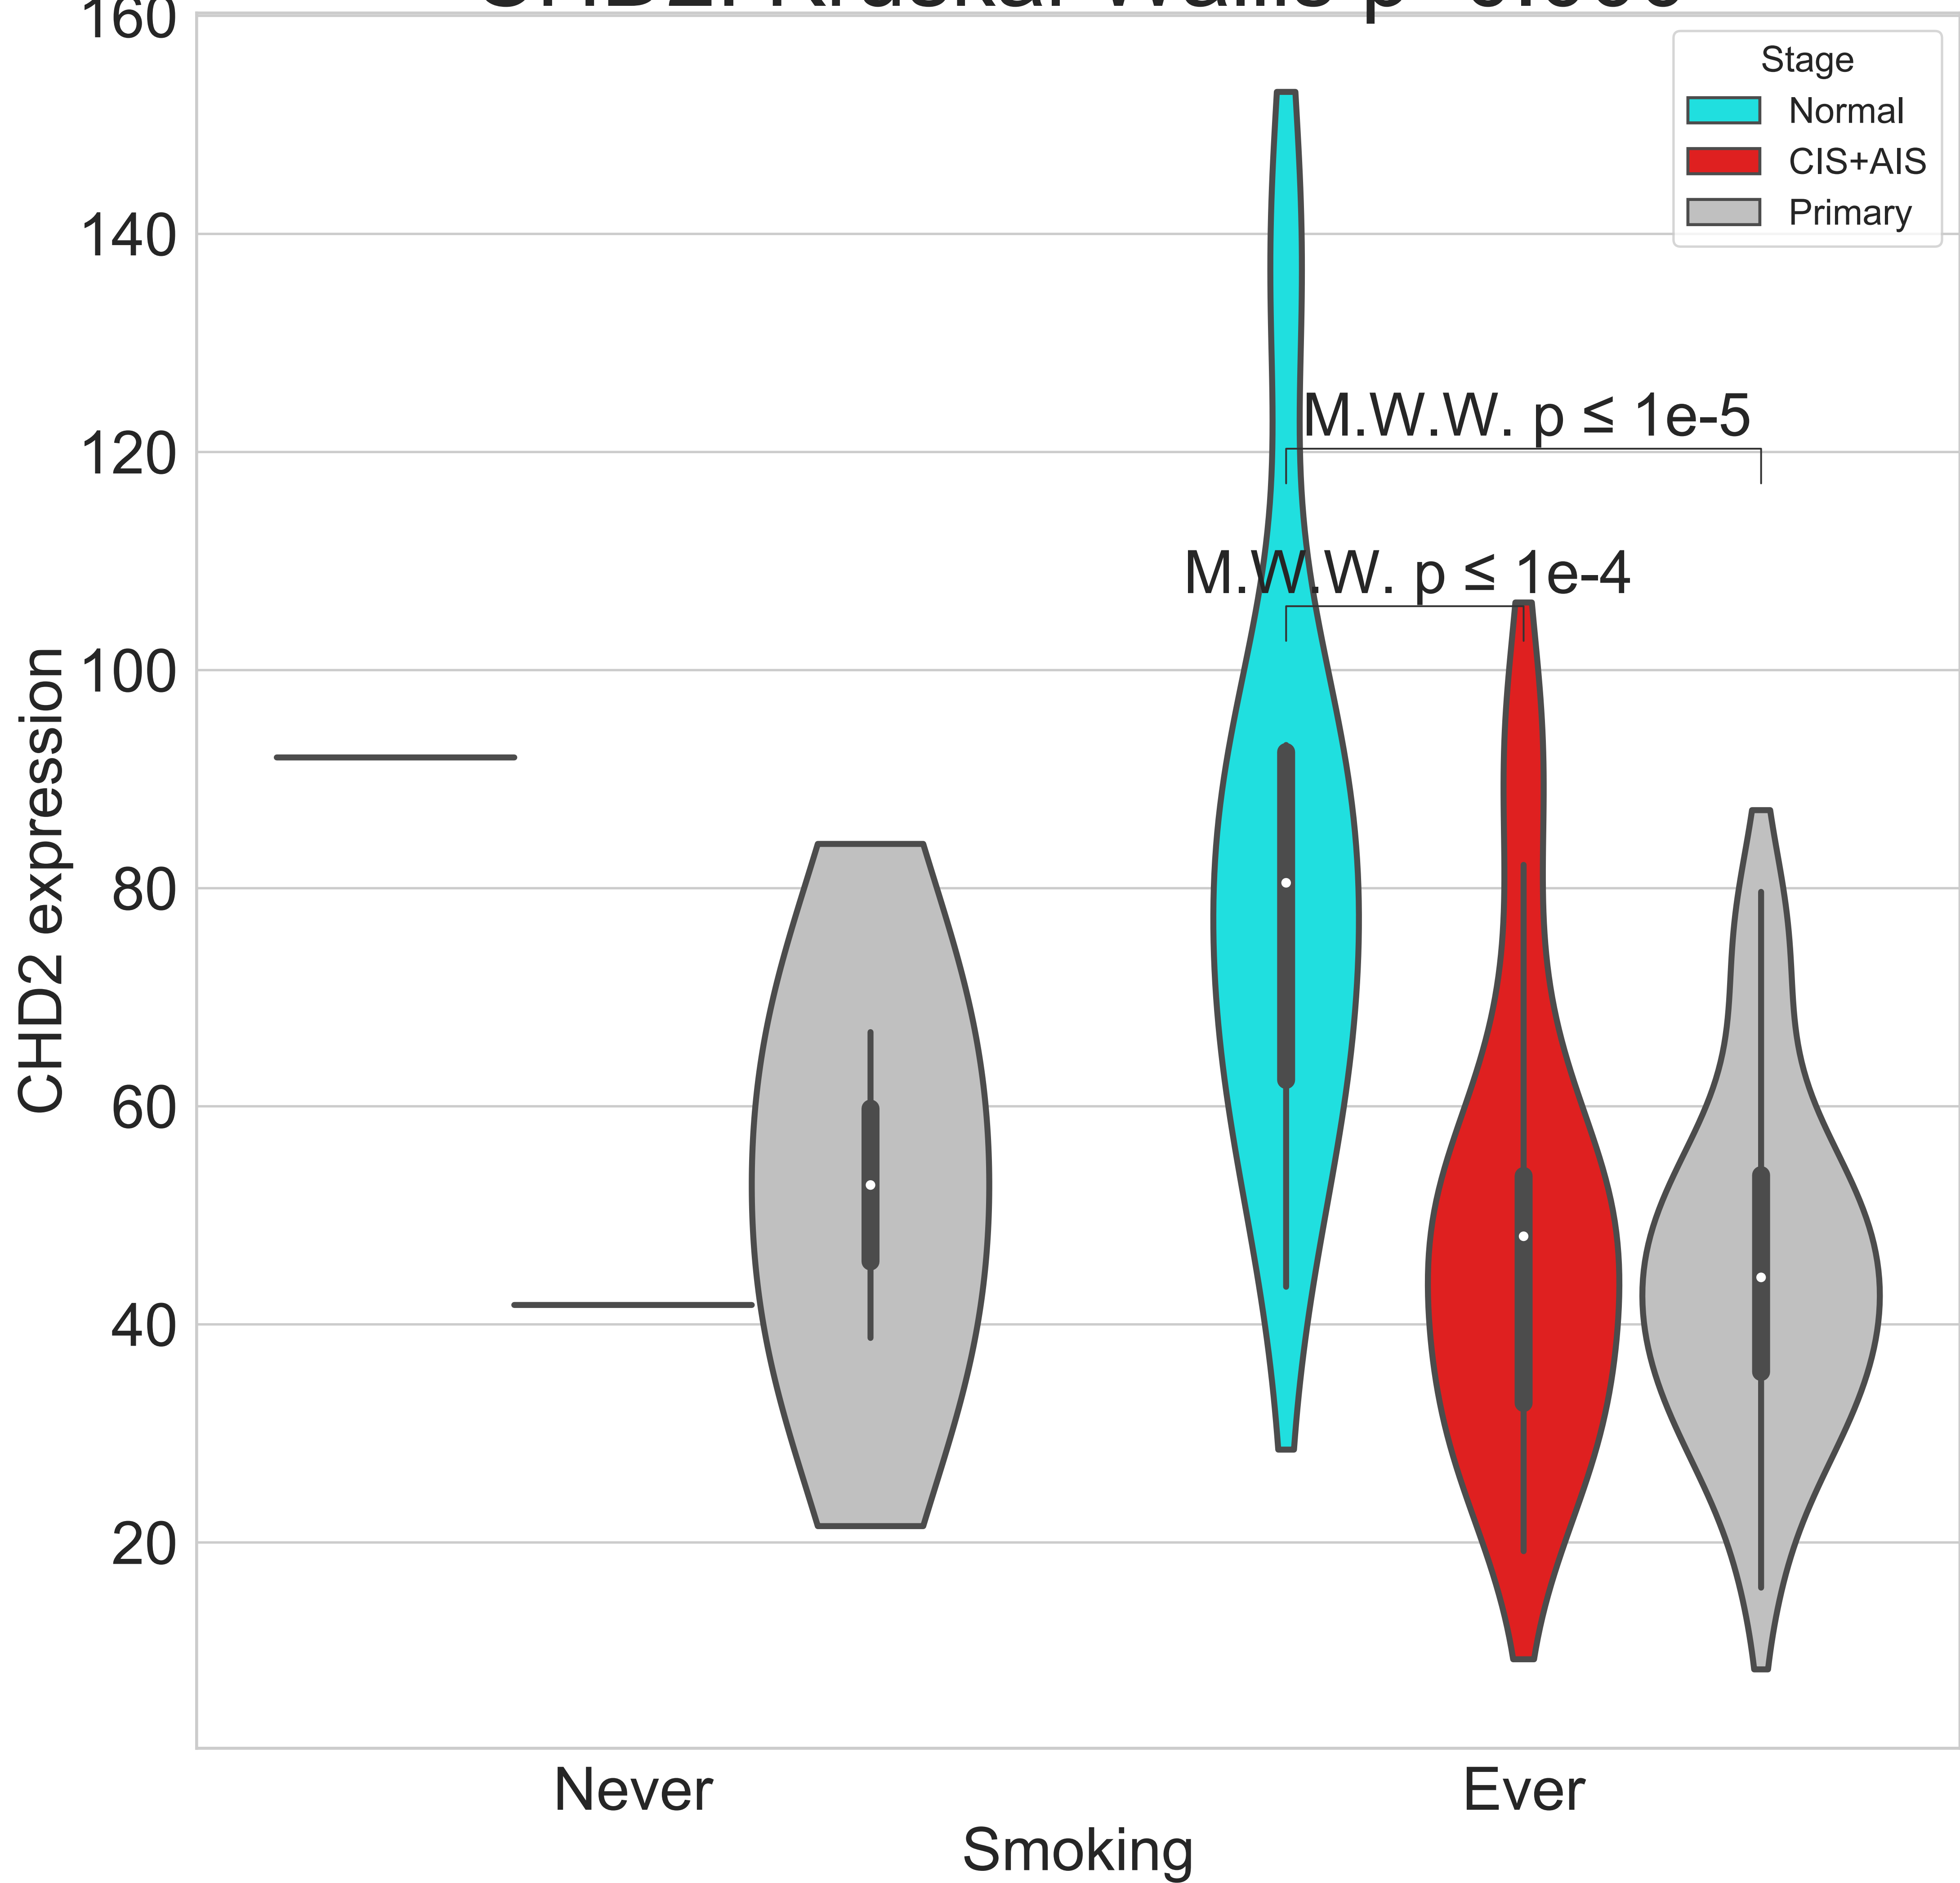 160
140
120
100
80
60
40
20
CHD2 expression
Stage
Normal
CIS+AIS
Primary
M.W.W. p ≤ 1e-5
M.W.W. p ≤ 1e-4
Never
Ever
Smoking